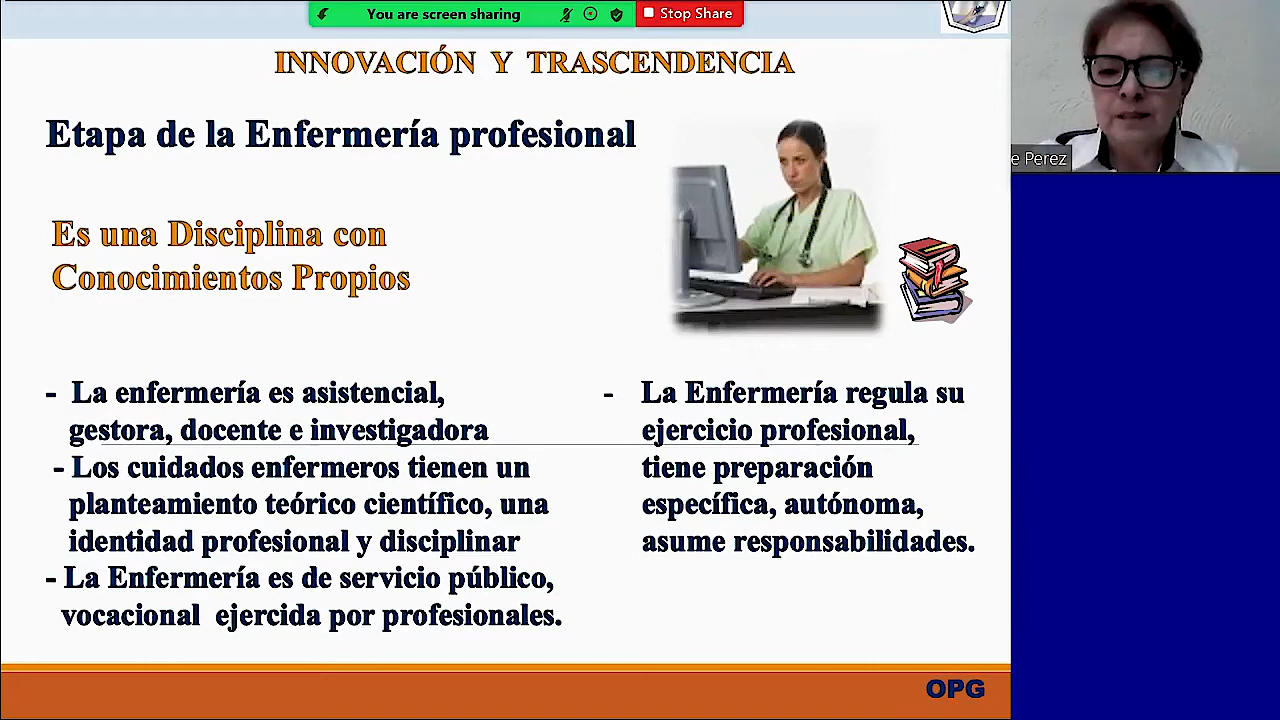 You are screen sharing
Stop Share
INNOVACIÓN Y TRASCENDENCIA
Etapa de la Enfermería profesional
Es una Disciplina con
Conocimientos Propios
- La enfermería es asistencial,
gestora, docente e investigadora
- Los cuidados enfermeros tienen un
planteamiento teórico científico, una
identidad profesional y disciplinar
- La Enfermería es de servicio público,
vocacional ejercida por profesionales.
- La Enfermería regula su
ejercicio profesional,
tiene preparación
específica, autónoma,
asume responsabilidades.
OPG
e Perez